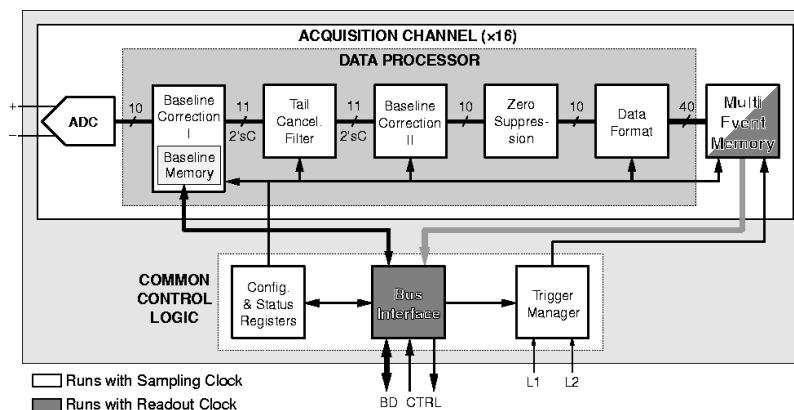 ACQUISITION CHANNEL (×16)
DATA PROCESSOR
+
−
ADC
10
Baseline
Correction
I
Baseline
Memory
11
2'sC
Tail
Cancel.
Filter
11
2'sC
Baseline
Correction
II
10
Zero
Suppres-
sion
10
Data
Format
40
Multi
Event
Memory
COMMON
CONTROL
LOGIC
Config.
& Status
Registers
Bus
Interface
Trigger
Manager
BD
CTRL
L1
L2
Runs with Sampling Clock
Runs with Readout Clock